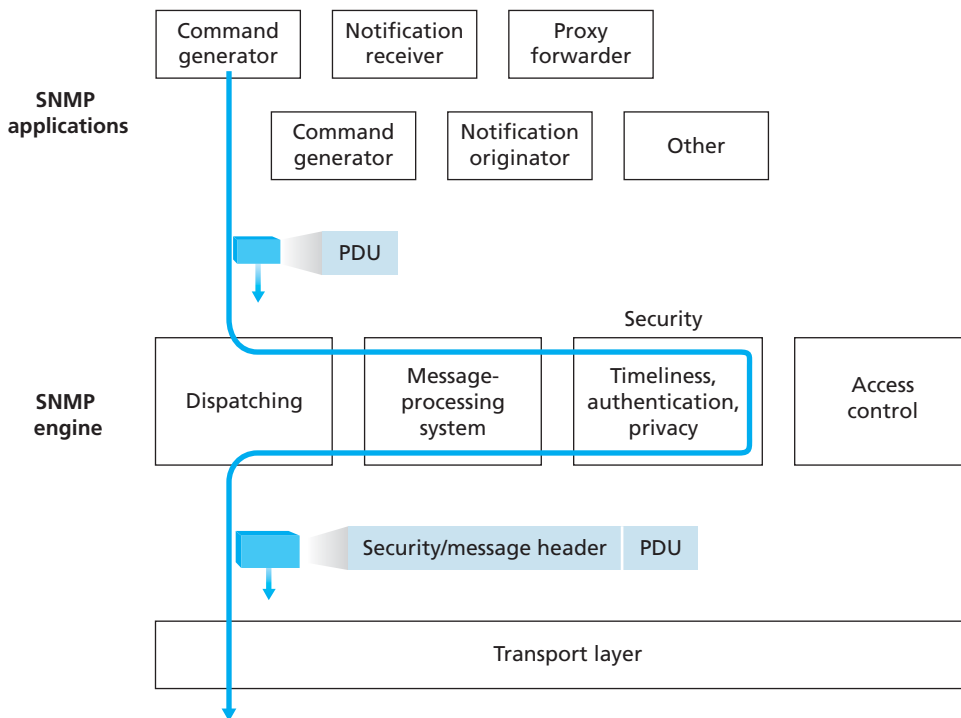 Command
generator
Notification
receiver
Proxy
forwarder
SNMP
applications
Command
generator
Notification
originator
Other
PDU
Security
SNMP
engine
Dispatching
Message-
processing
system
Timeliness,
authentication,
privacy
Access
control
Security/message header
PDU
Transport layer